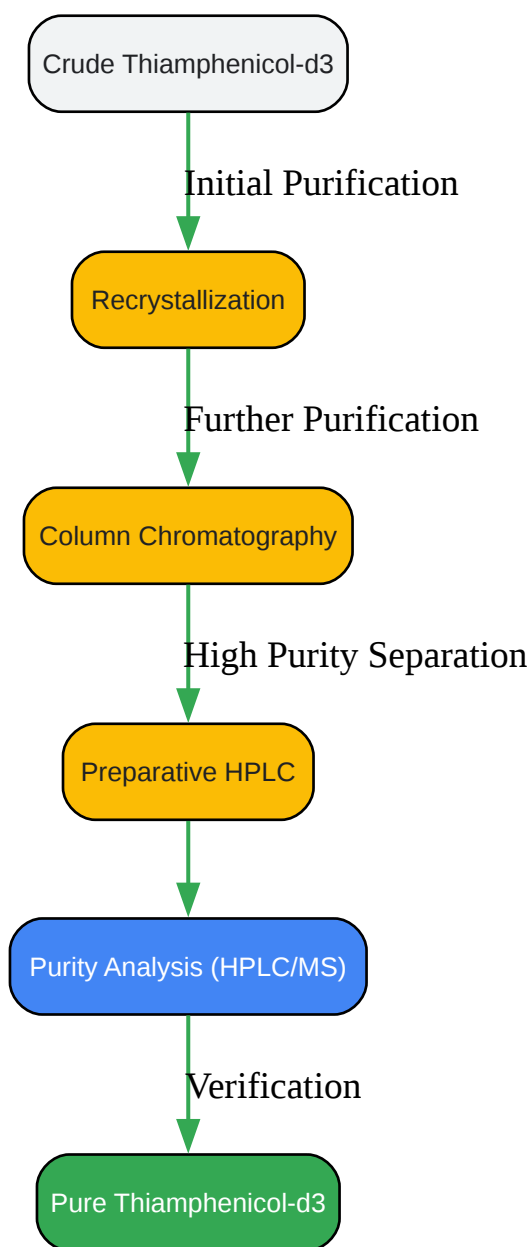 Crude Thiamphenicol-d3
Initial Purification
Recrystallization
Further Purification
Column Chromatography
High Purity Separation
Preparative HPLC
Purity Analysis (HPLC/MS)
Verification
Pure Thiamphenicol-d3